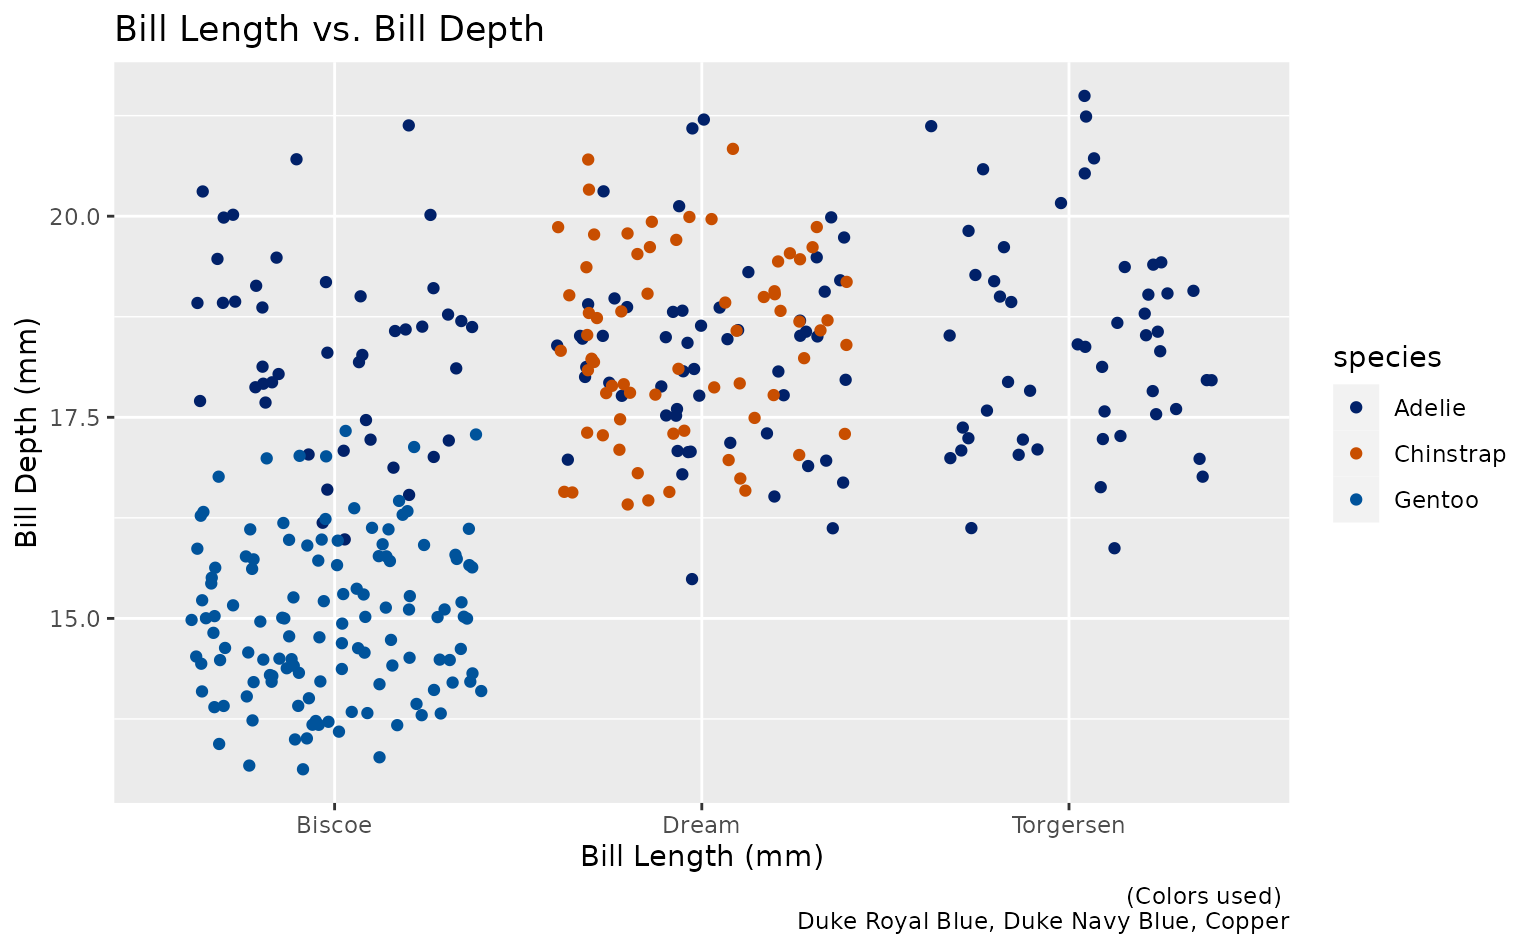 Bill Length vs. Bill Depth
Bill Depth (mm)
20.0
17.5
15.0
Biscoe
Dream
Torgersen
Bill Length (mm)
species
Adelie
Chinstrap
Gentoo
(Colors used)
Duke Royal Blue, Duke Navy Blue, Copper